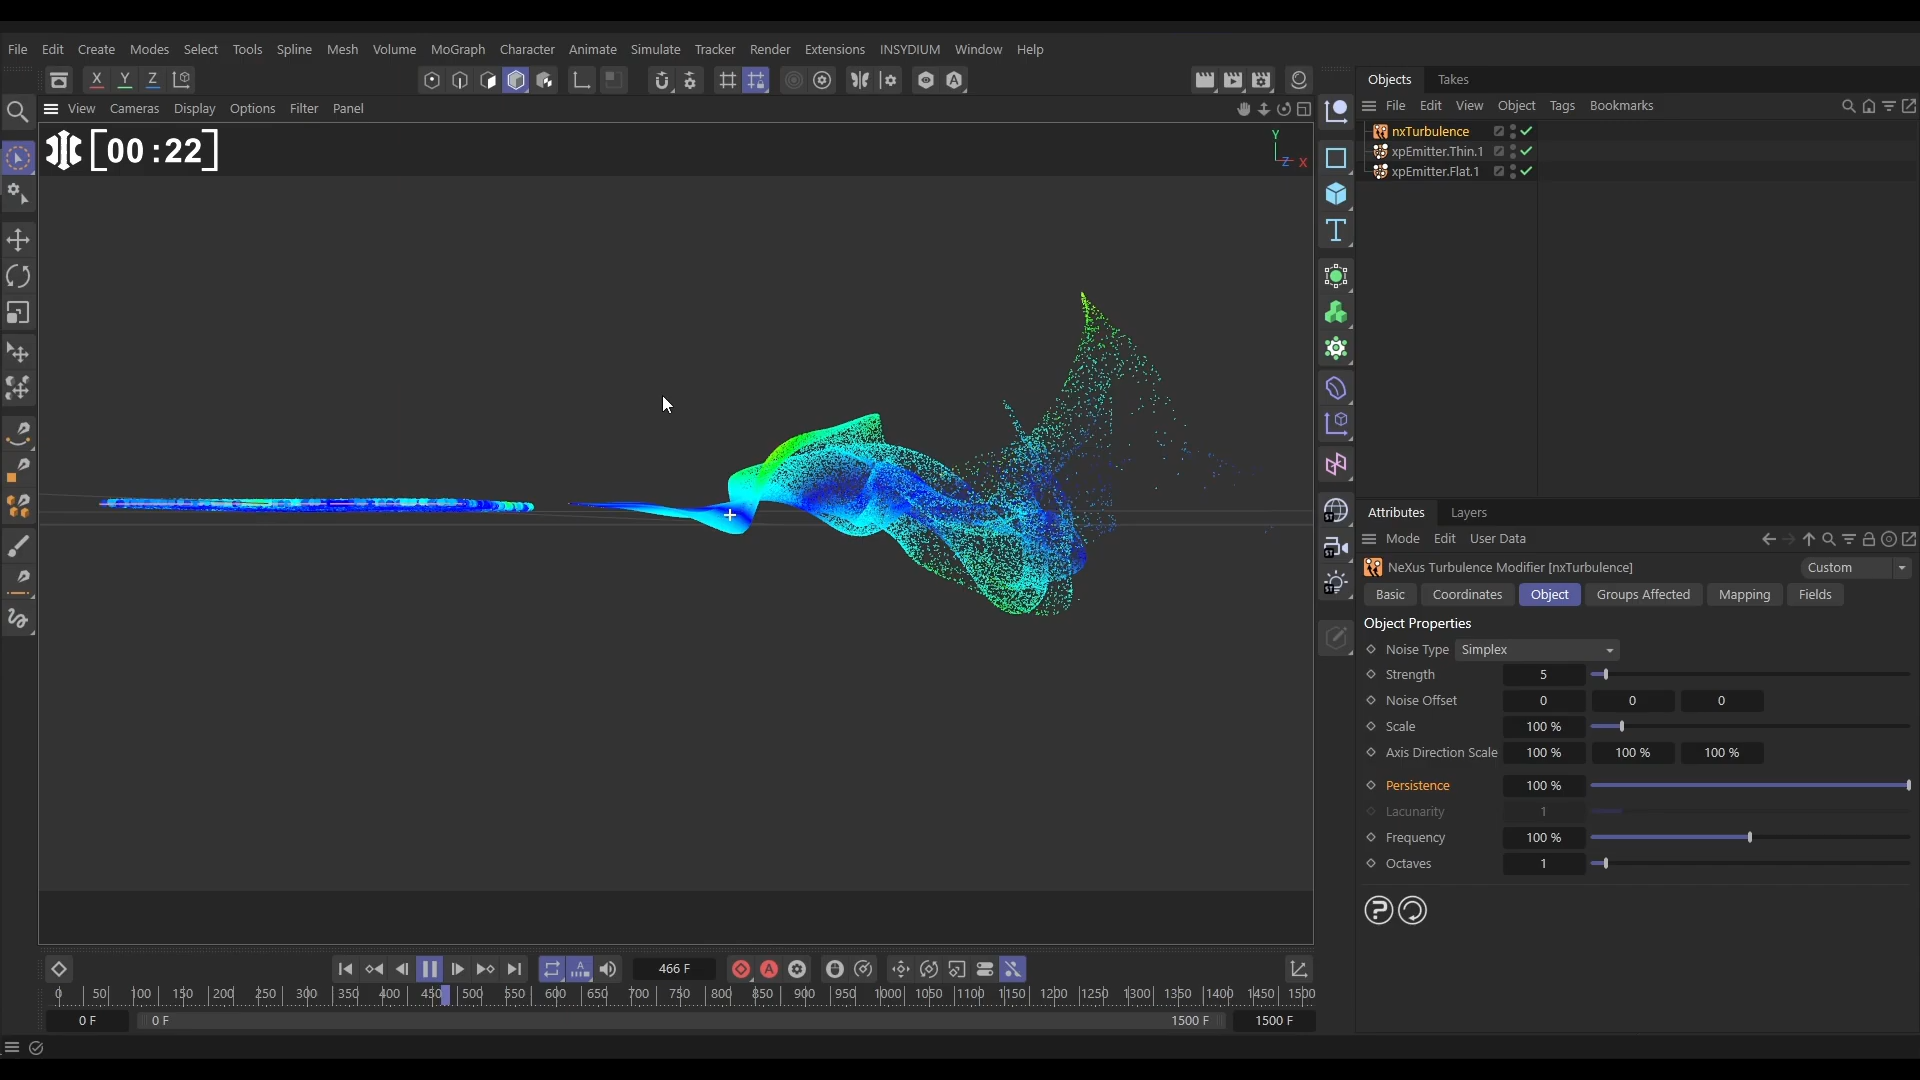 File Edit Create Modes Select Tools Spline Mesh Volume MoGraph Character Animate Simulate Tracker Render Extensions INSYDIUM Window Help
X Y Z
View Cameras Display Options Filter Panel
[00:22]
Y
Z X
Objects Takes
File Edit View Object Tags Bookmarks
nxTurbulence
xpEmitter.Thin.1
xpEmitter.Flat.1
Attributes Layers
Mode Edit User Data
NeXus Turbulence Modifier [nxTurbulence] Custom
Basic Coordinates Object Groups Affected Mapping Fields
Object Properties
Noise Type Simplex
Strength 5
Noise Offset 0 0 0
Scale 100 %
Axis Direction Scale 100 % 100 % 100 %
Persistence 100 %
Lacunarity 1
Frequency 100 %
Octaves 1
466 F
0 50 100 150 200 250 300 350 400 450 500 550 600 650 700 750 800 850 900 950 1000 1050 1100 1150 1200 1250 1300 1350 1400 1450 1500
0 F 0 F 1500 F 1500 F